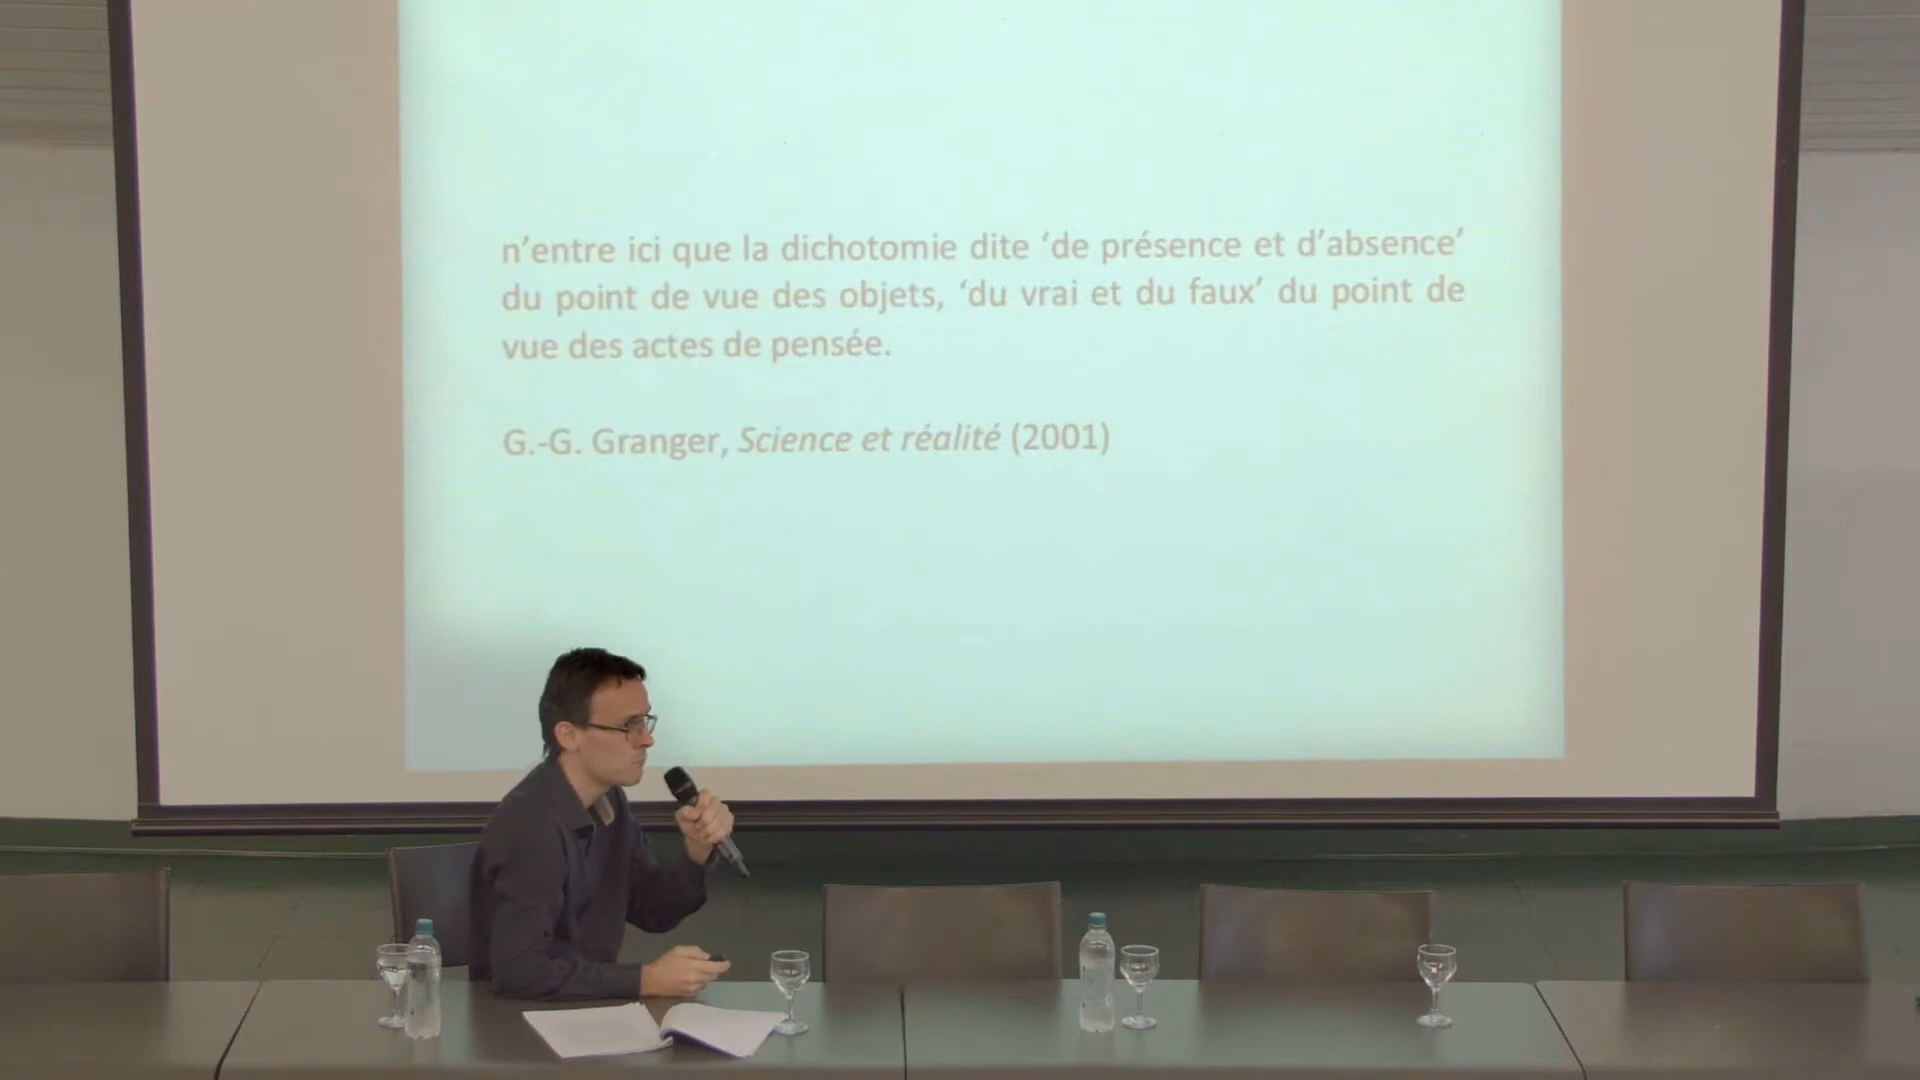 n’entre ici que la dichotomie dite ‘de présence et d’absence’
du point de vue des objets, ‘du vrai et du faux’ du point de
vue des actes de pensée.
G.-G. Granger, Science et réalité (2001)